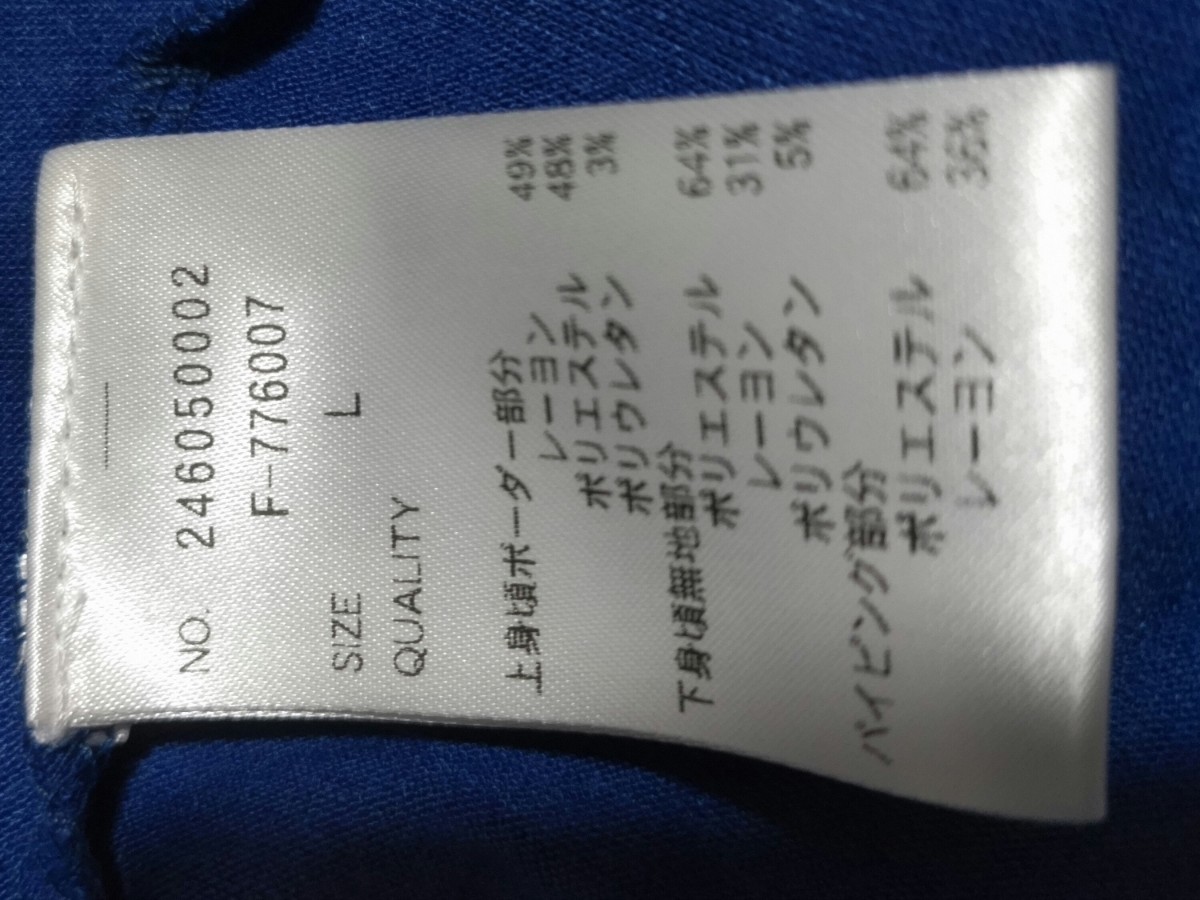 NO. 246050002
F-776007
SIZE L
QUALITY
上身頃ボーダー部分
レーヨン 49%
ポリエステル 48%
ポリウレタン 3%
下身頃無地部分
ポリエステル 64%
レーヨン 31%
ポリウレタン 5%
パイピング部分
ポリエステル 64%
レーヨン 36%